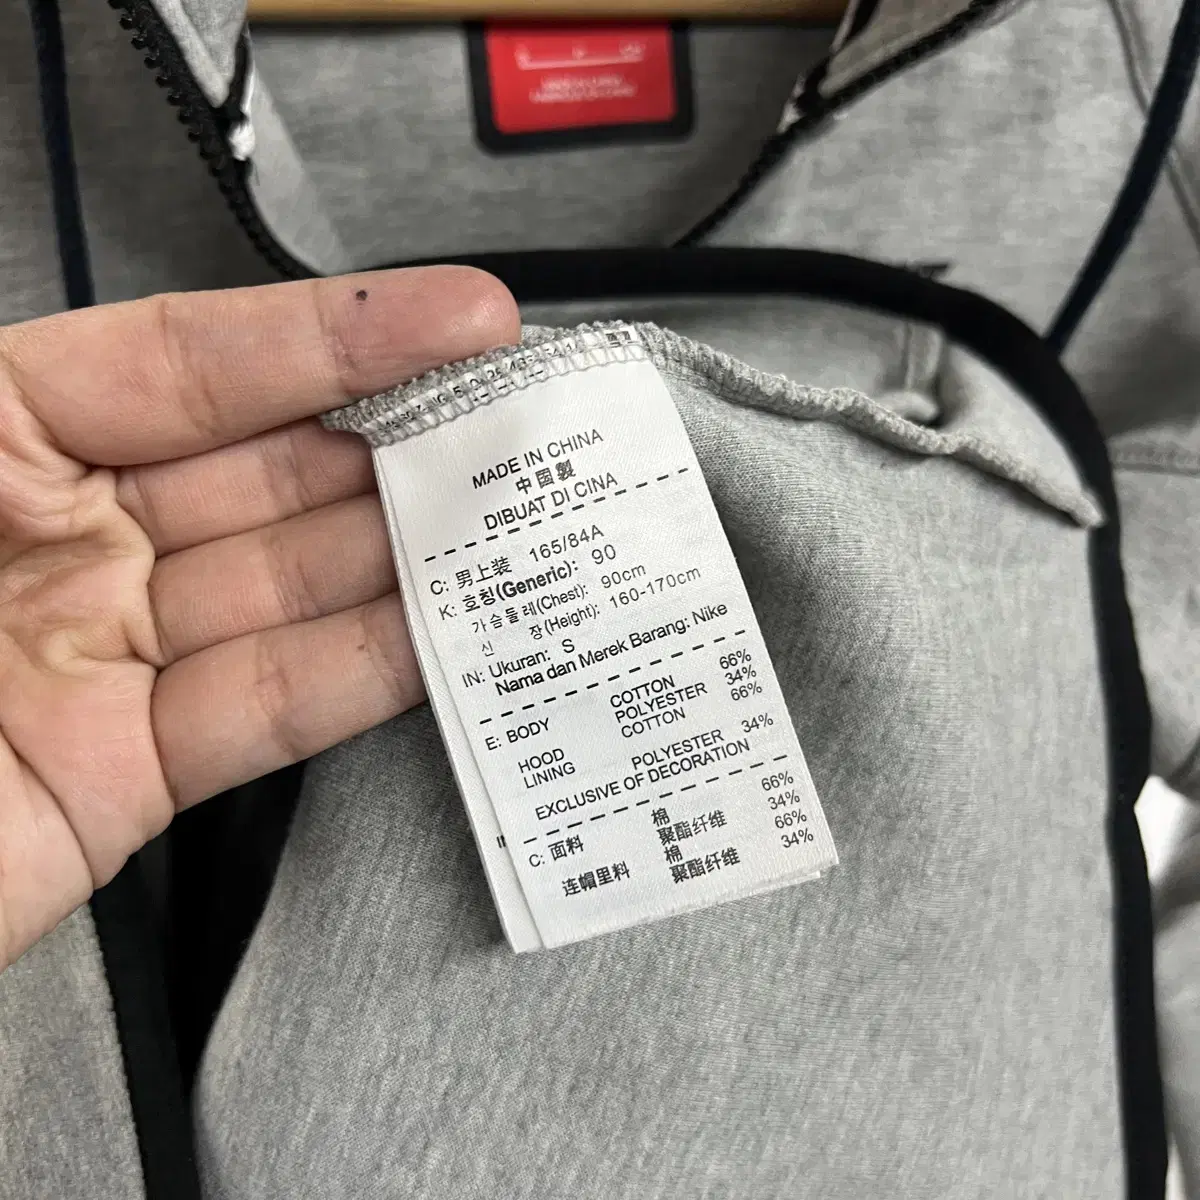 MADE IN CHINA
中國製
DIBUAT DI CINA
C: 男上装 165/84A
K: 호칭(Generic): 90
가슴둘레(Chest): 90cm
신 장(Height): 160-170cm
IN: Ukuran: S
Nama dan Merek Barang: Nike
E: BODY COTTON 66%
POLYESTER 34%
HOOD LINING COTTON 66%
POLYESTER 34%
EXCLUSIVE OF DECORATION
C: 面料 棉 66%
聚酯纤维 34%
连帽里料 棉 66%
聚酯纤维 34%